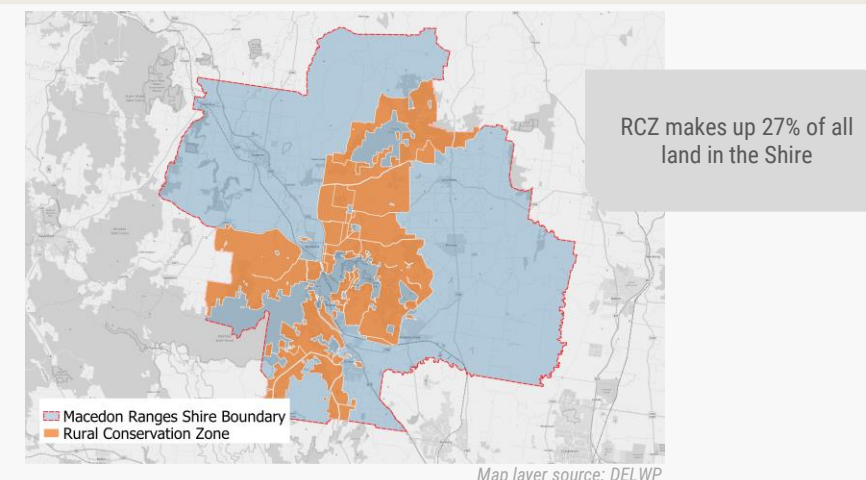 RCZ makes up 27% of all
land in the Shire
Macedon Ranges Shire Boundary
Rural Conservation Zone
Map layer source: DELWP